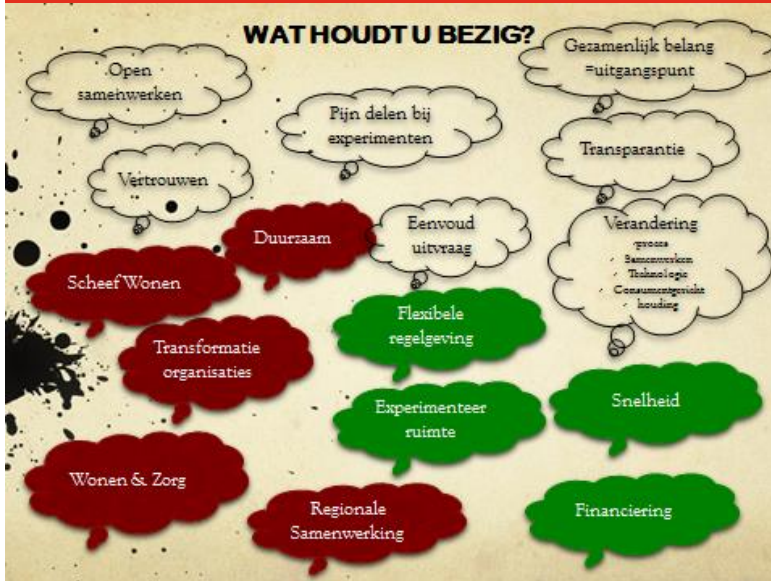 WAT HOUDT U BEZIG?
Open
samenwerken
Gezamenlijk belang
=uitgangspunt
Pijn delen bij
experimenten
Transparantie
Vertrouwen
Duurzaam
Eenvoud
uitvraag
Verandering
✓ proces
✓ Samenwerken
✓ Technologie
✓ Consumentgericht
✓ houding
Scheef Wonen
Flexibele
regelgeving
Transformatie
organisaties
Experimenteer
ruimte
Snelheid
Wonen & Zorg
Regionale
Samenwerking
Financiering